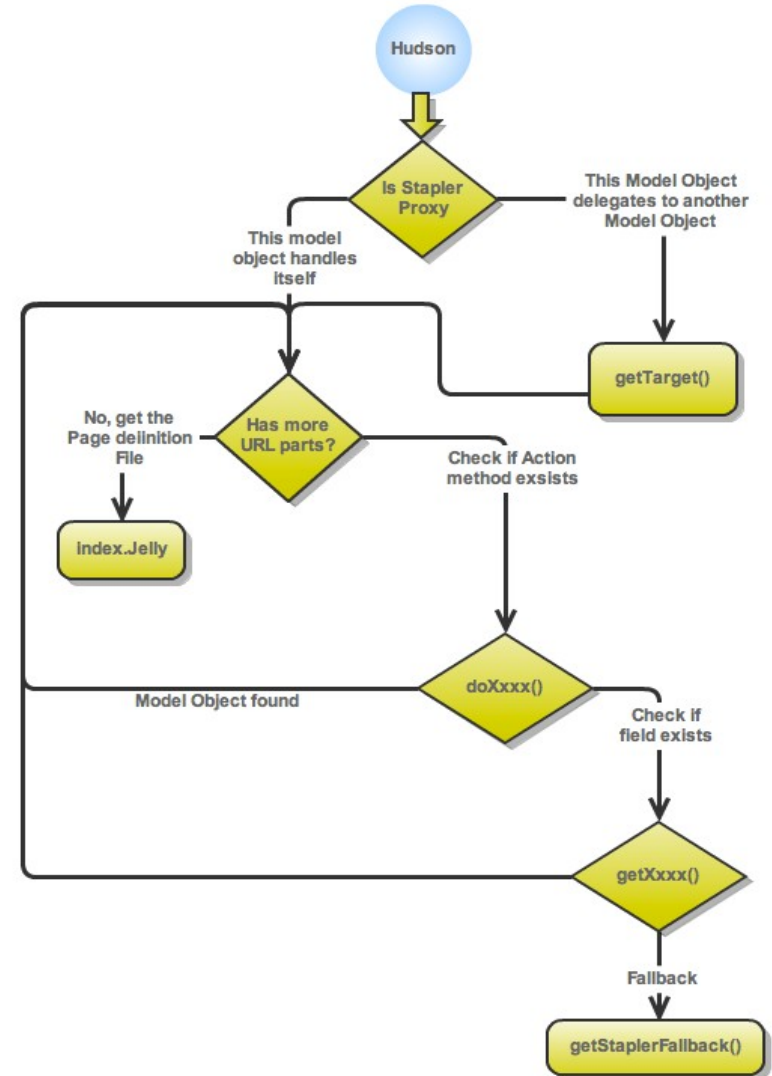 Hudson
Is Stapler
Proxy
This Model Object
delegates to another
Model Object
This model
object handles
itself
getTarget()
Has more
URL parts?
No, get the
Page deiinition
File
Check if Action
method exsists
index.Jelly
doXxxx()
Model Object found
Check if
field exists
getXxxx()
Fallback
getStaplerFallback()